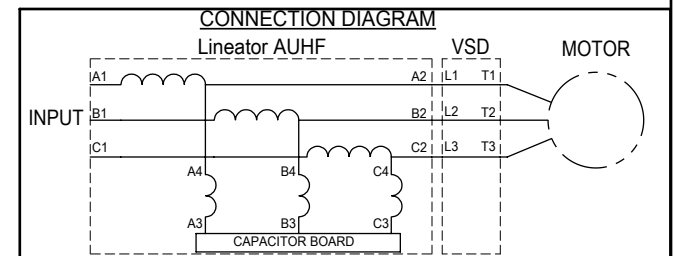 CONNECTION DIAGRAM
Lineator AUHF VSD MOTOR
A1 A2 L1 T1
INPUT B1 B2 L2 T2
C1 C2 L3 T3
A4 B4 C4
A3 B3 C3
CAPACITOR BOARD